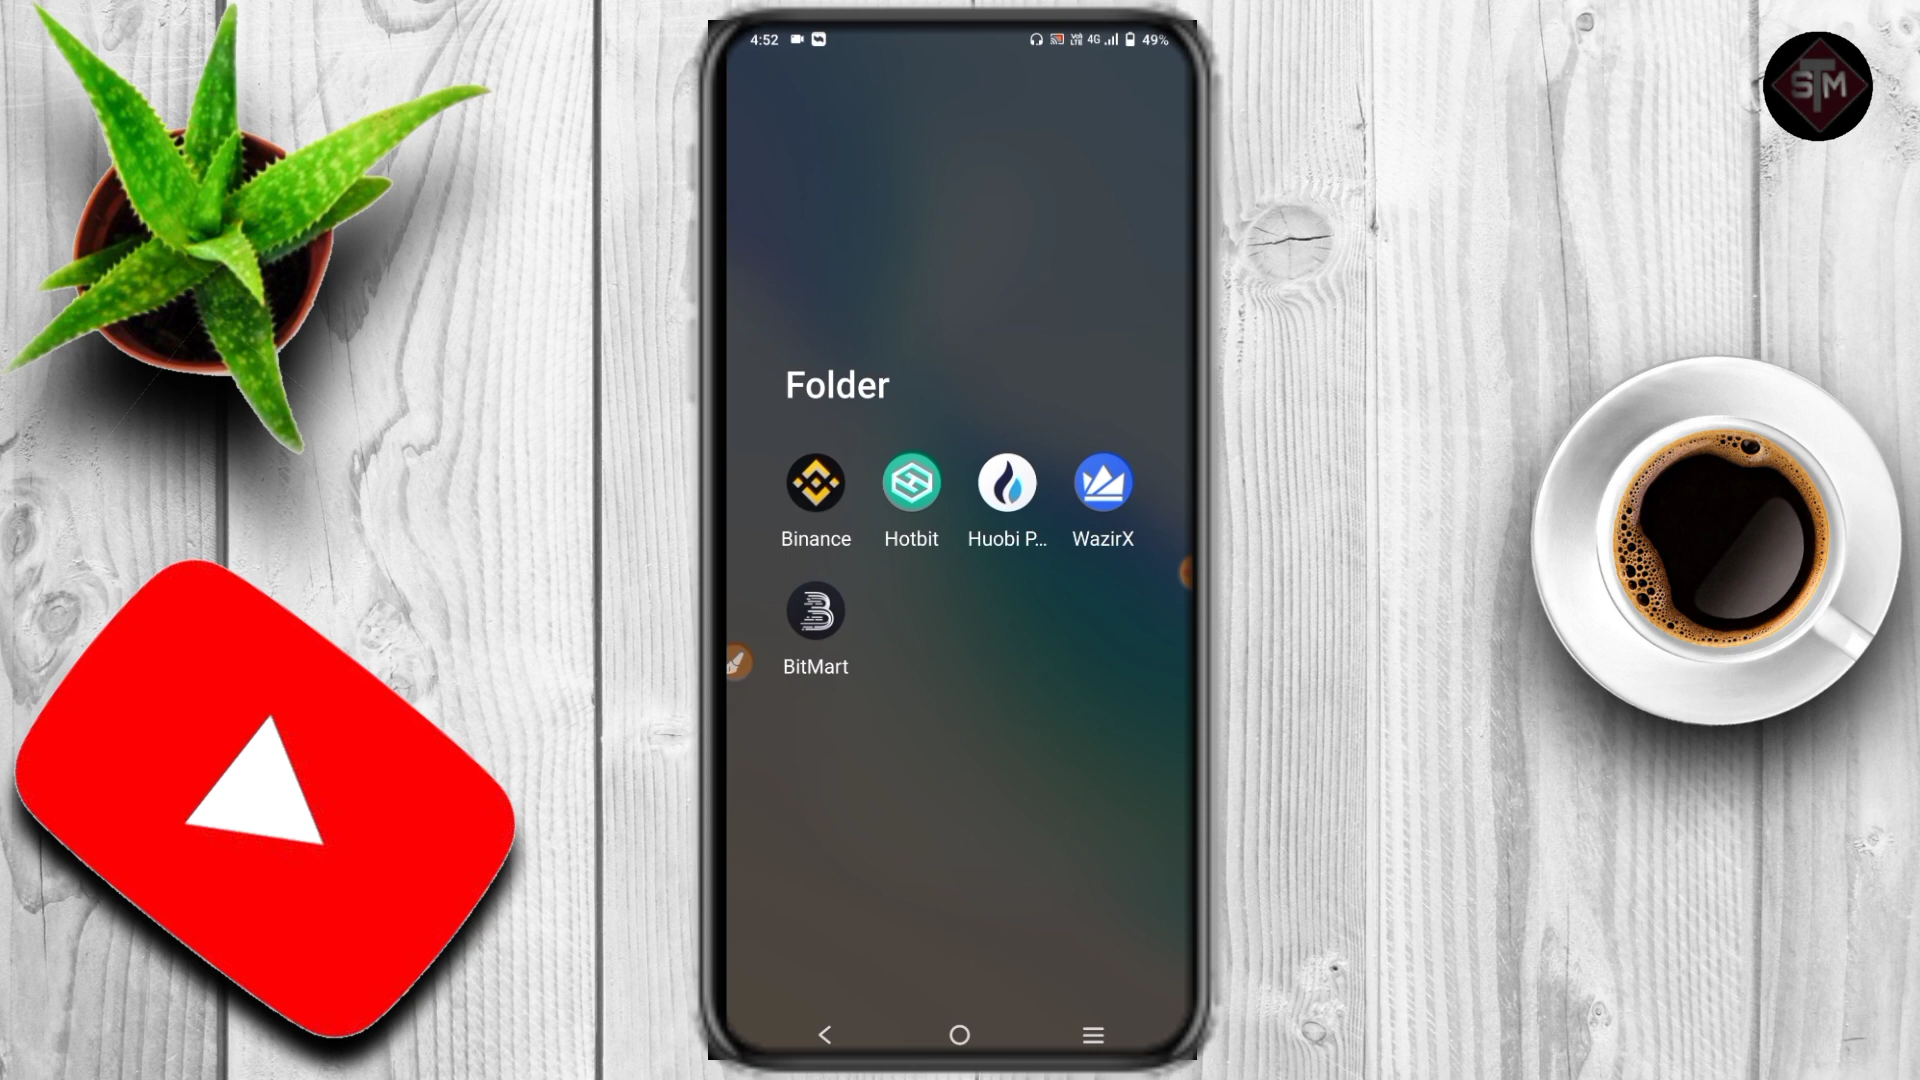 4:52
4G
49%
STM
Folder
Binance Hotbit Huobi P... WazirX
BitMart